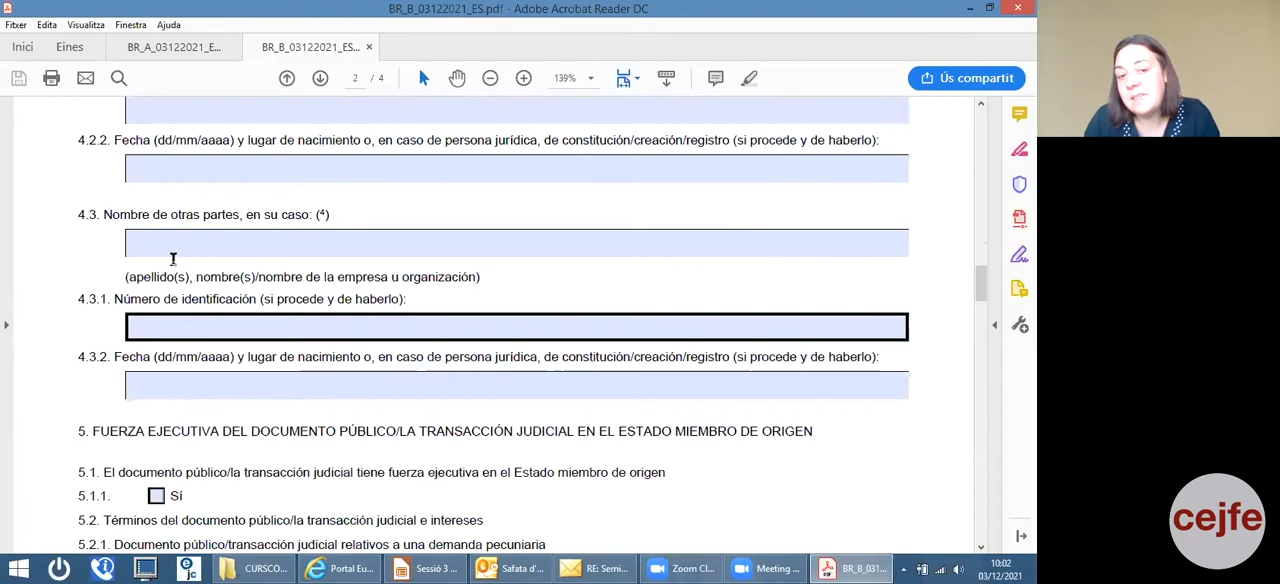 BR_B_03122021_ES.pdf - Adobe Acrobat Reader DC
Fitxer Edita Visualitza Finestra Ajuda
Inici Eines BR_A_03122021_E... BR_B_03122021_ES... ×
2 / 4 139% Ús compartit
4.2.2. Fecha (dd/mm/aaaa) y lugar de nacimiento o, en caso de persona jurídica, de constitución/creación/registro (si procede y de haberlo):
4.3. Nombre de otras partes, en su caso: (⁴)
(apellido(s), nombre(s)/nombre de la empresa u organización)
4.3.1. Número de identificación (si procede y de haberlo):
4.3.2. Fecha (dd/mm/aaaa) y lugar de nacimiento o, en caso de persona jurídica, de constitución/creación/registro (si procede y de haberlo):
5. FUERZA EJECUTIVA DEL DOCUMENTO PÚBLICO/LA TRANSACCIÓN JUDICIAL EN EL ESTADO MIEMBRO DE ORIGEN
5.1. El documento público/la transacción judicial tiene fuerza ejecutiva en el Estado miembro de origen
5.1.1. Sí
5.2. Términos del documento público/la transacción judicial e intereses
5.2.1. Documento público/transacción judicial relativos a una demanda pecuniaria
cejfe
ejc CURSCO... Portal Eu... Sessió 3 ... Safata d'... RE: Semi... Zoom Cl... Meeting ... BR_B_031... 10:02
03/12/2021